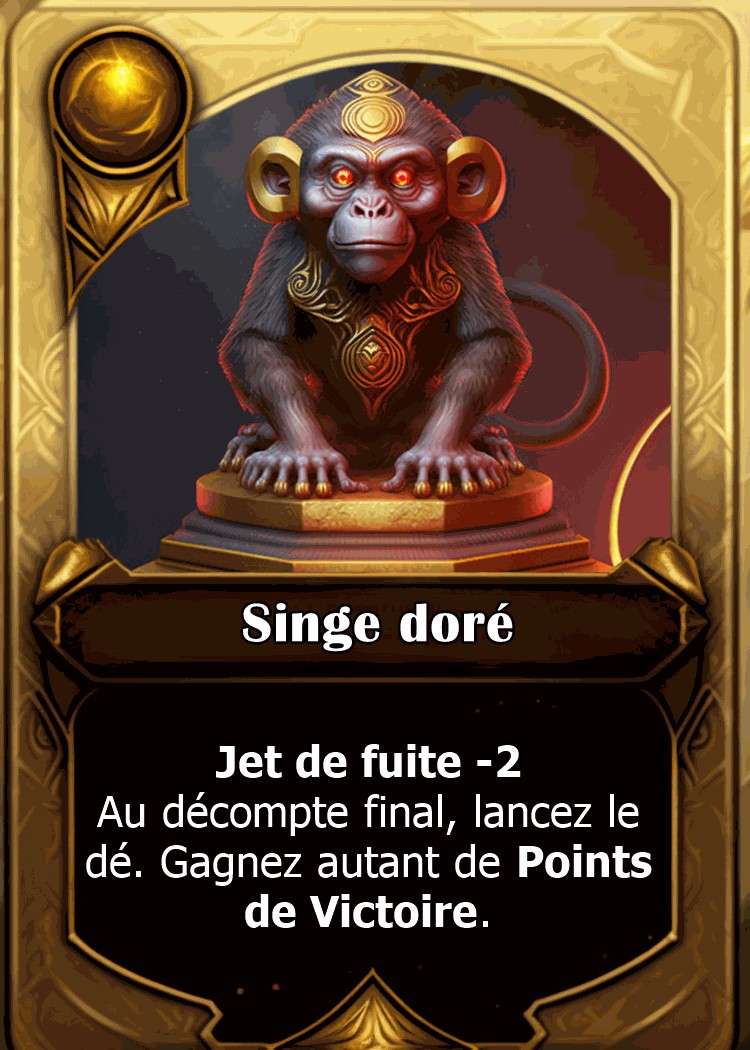 Singe doré
Jet de fuite -2
Au décompte final, lancez le
dé. Gagnez autant de Points
de Victoire.